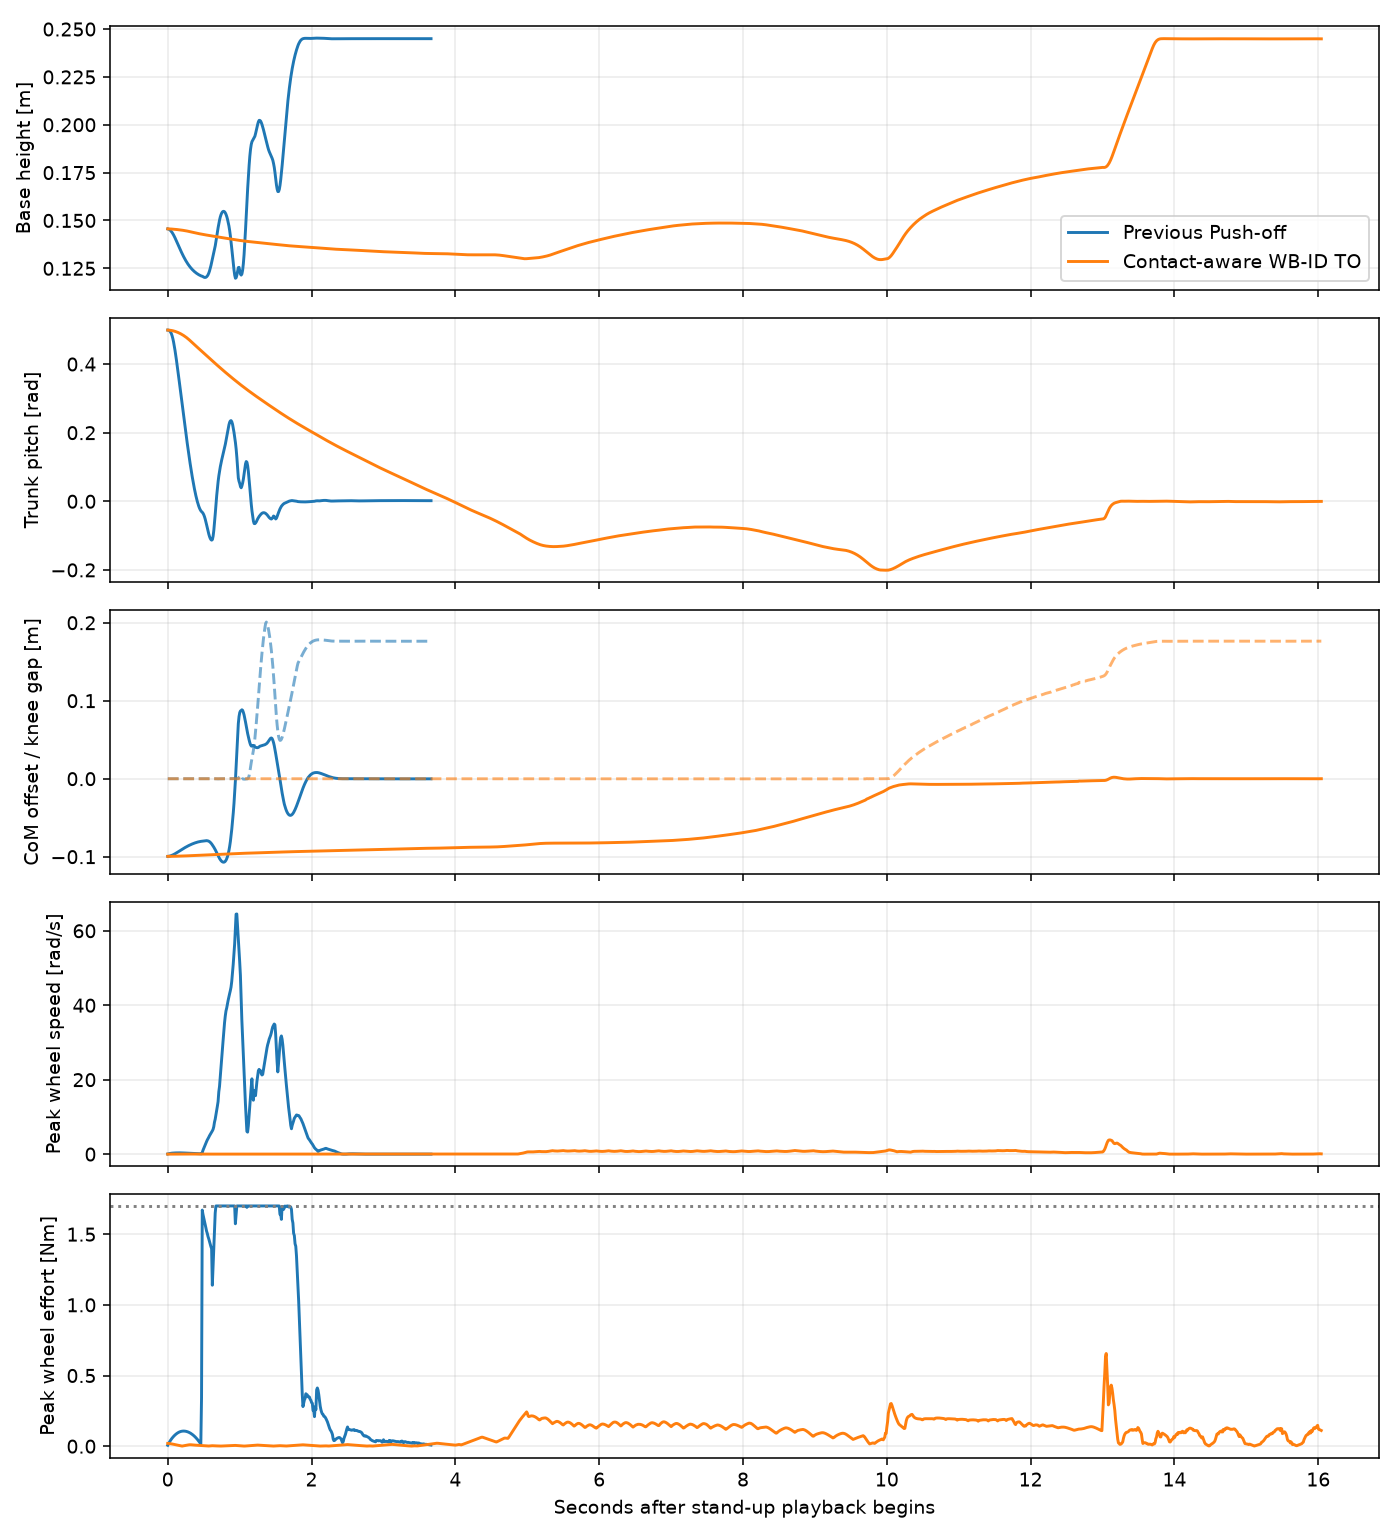 Base height [m]
0.250
0.225
0.200
0.175
0.150
0.125
Previous Push-off
Contact-aware WB-ID TO
Trunk pitch [rad]
0.4
0.2
0.0
−0.2
CoM offset / knee gap [m]
0.2
0.1
0.0
−0.1
Peak wheel speed [rad/s]
60
40
20
0
Peak wheel effort [Nm]
1.5
1.0
0.5
0.0
0 2 4 6 8 10 12 14 16
Seconds after stand-up playback begins